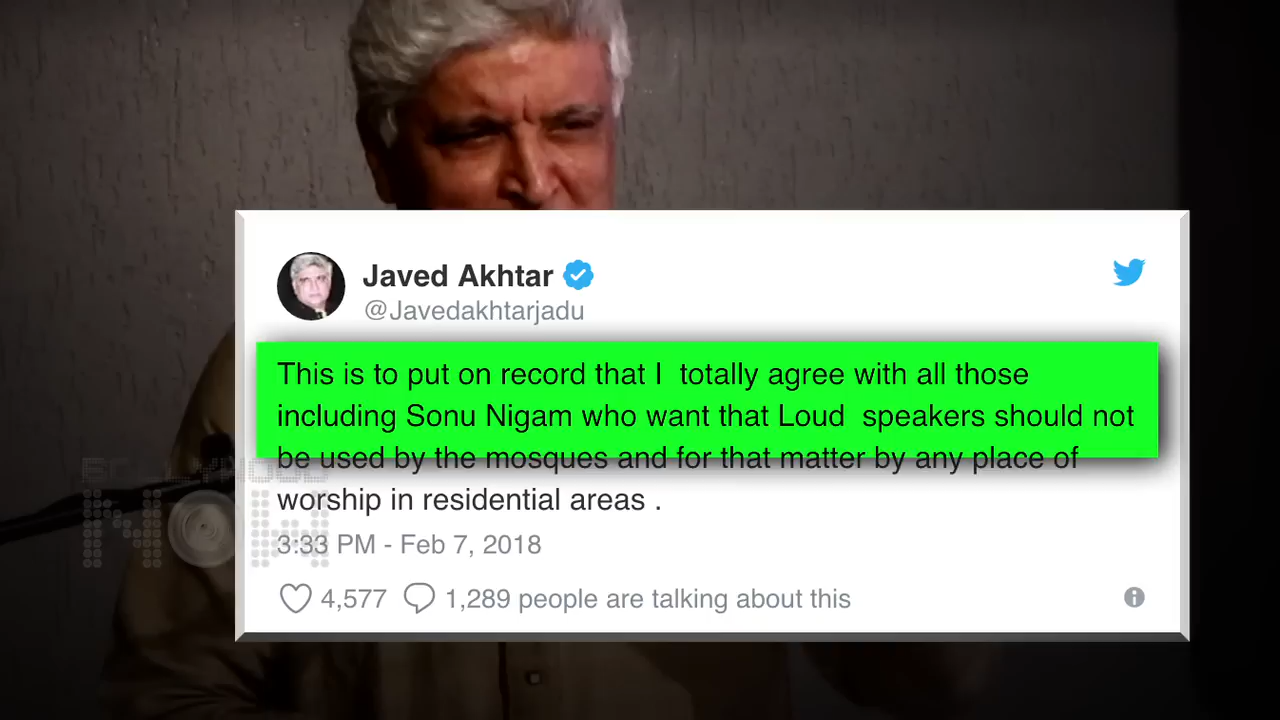 Javed Akhtar
@Javedakhtarjadu
This is to put on record that I totally agree with all those
including Sonu Nigam who want that Loud speakers should not
be used by the mosques and for that matter by any place of
worship in residential areas .
3:33 PM - Feb 7, 2018
4,577 1,289 people are talking about this
NOW